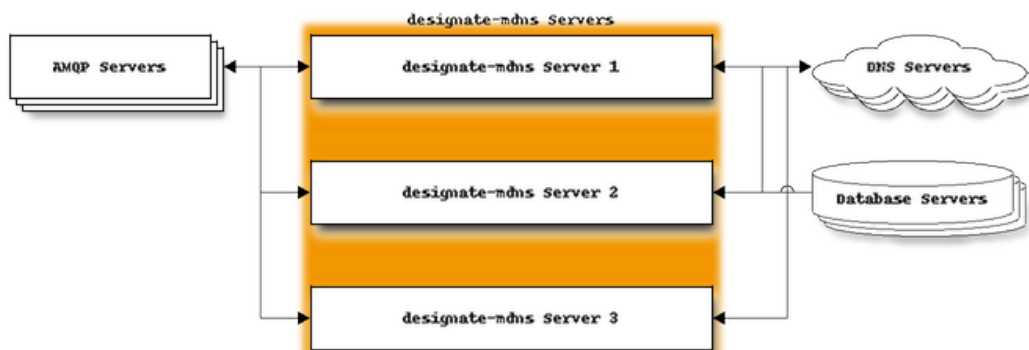 designate-mdns Servers
AMQP Servers
designate-mdns Server 1
DNS Servers
designate-mdns Server 2
Database Servers
designate-mdns Server 3